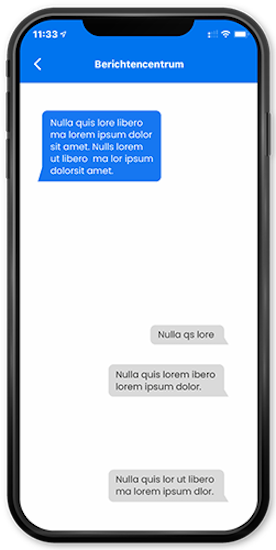 11:33
Berichtencentrum
Nulla quis lore libero
ma lorem ipsum dolor
sit amet. Nulls lorem
ut libero ma lor ipsum
dolorsit amet.
Nulla qs lore
Nulla quis lorem ibero
lorem ipsum dolor.
Nulla quis lor ut libero
ma lorem ipsum dlor.